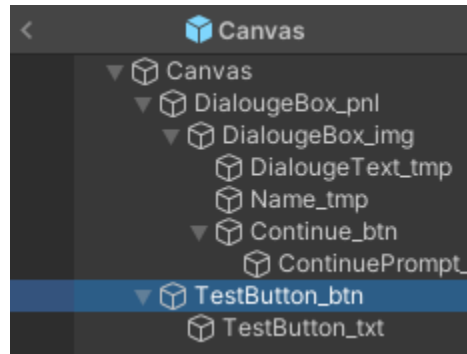 Canvas
Canvas
DialougeBox_pnl
DialougeBox_img
DialougeText_tmp
Name_tmp
Continue_btn
ContinuePrompt_
TestButton_btn
TestButton_txt